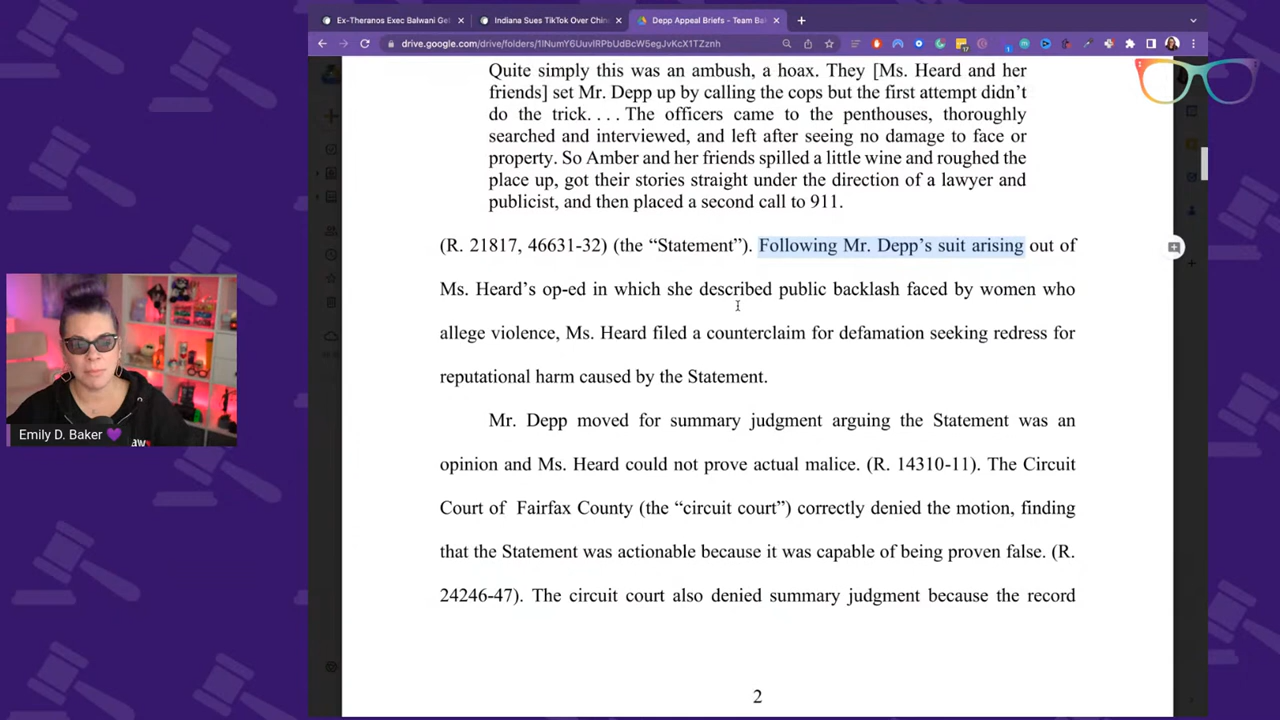 Ex-Theranos Exec Balwani Get
Indiana Sues TikTok Over Chin
Depp Appeal Briefs - Team Ba
Quite simply this was an ambush, a hoax. They [Ms. Heard and her
friends] set Mr. Depp up by calling the cops but the first attempt didn't
do the trick. . . . The officers came to the penthouses, thoroughly
searched and interviewed, and left after seeing no damage to face or
property. So Amber and her friends spilled a little wine and roughed the
place up, got their stories straight under the direction of a lawyer and
publicist, and then placed a second call to 911.
(R. 21817, 46631-32) (the “Statement”). Following Mr. Depp’s suit arising out of
Ms. Heard’s op-ed in which she described public backlash faced by women who
allege violence, Ms. Heard filed a counterclaim for defamation seeking redress for
reputational harm caused by the Statement.
Mr. Depp moved for summary judgment arguing the Statement was an
opinion and Ms. Heard could not prove actual malice. (R. 14310-11). The Circuit
Court of Fairfax County (the “circuit court”) correctly denied the motion, finding
that the Statement was actionable because it was capable of being proven false. (R.
24246-47). The circuit court also denied summary judgment because the record
2
Emily D. Baker 💜